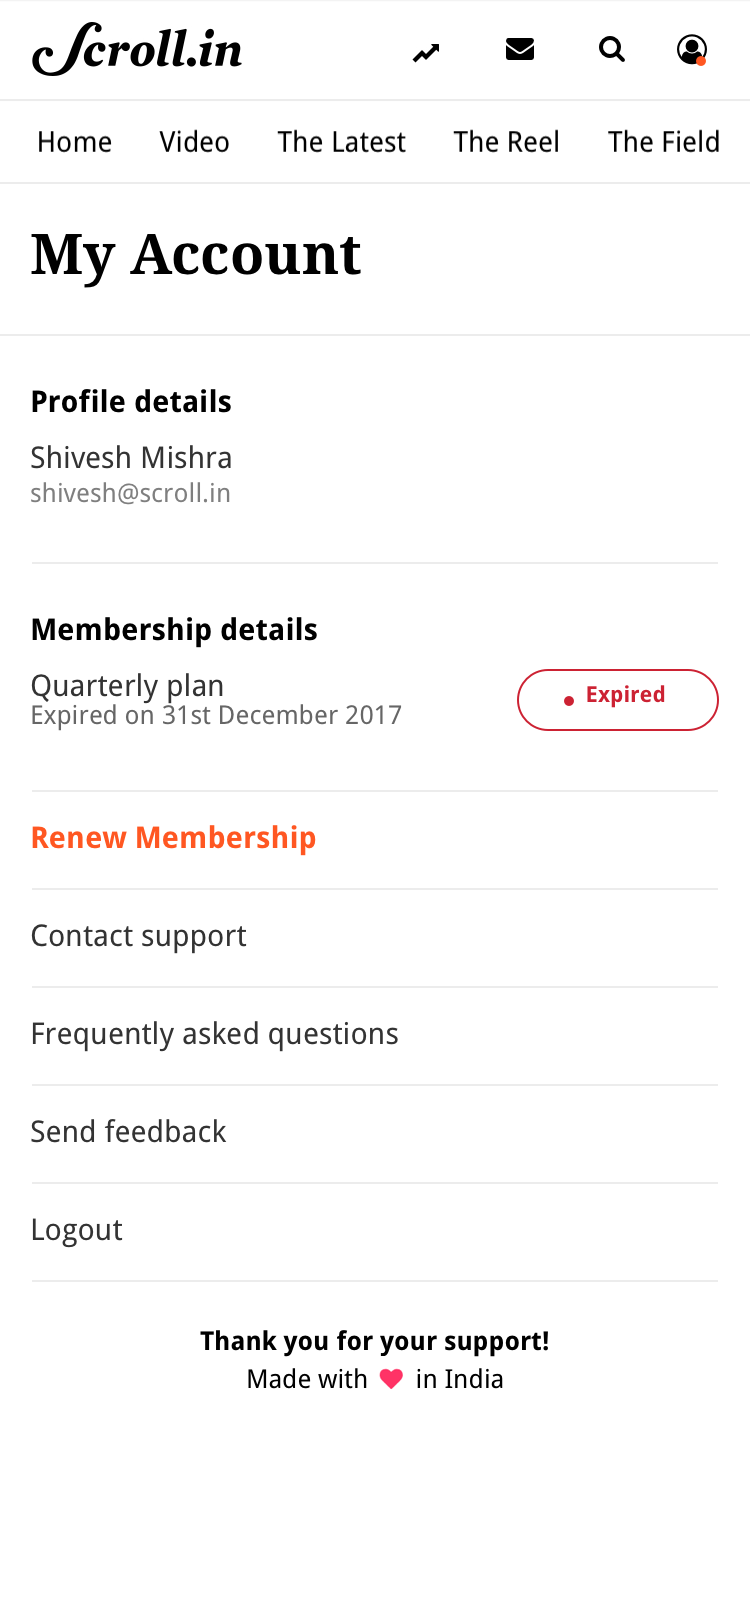 Scroll.in
Home Video The Latest The Reel The Field
My Account
Profile details
Shivesh Mishra
shivesh@scroll.in
Membership details
Quarterly plan
Expired on 31st December 2017
Expired
Renew Membership
Contact support
Frequently asked questions
Send feedback
Logout
Thank you for your support!
Made with ❤ in India